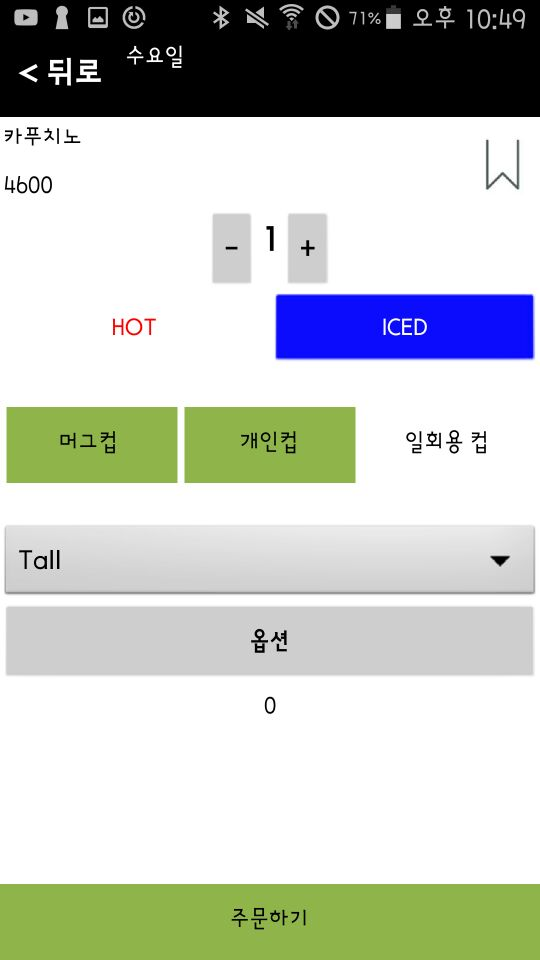 71% 오후 10:49
< 뒤로 수요일
카푸치노
4600
- 1 +
HOT ICED
머그컵 개인컵 일회용 컵
Tall
옵션
0
주문하기